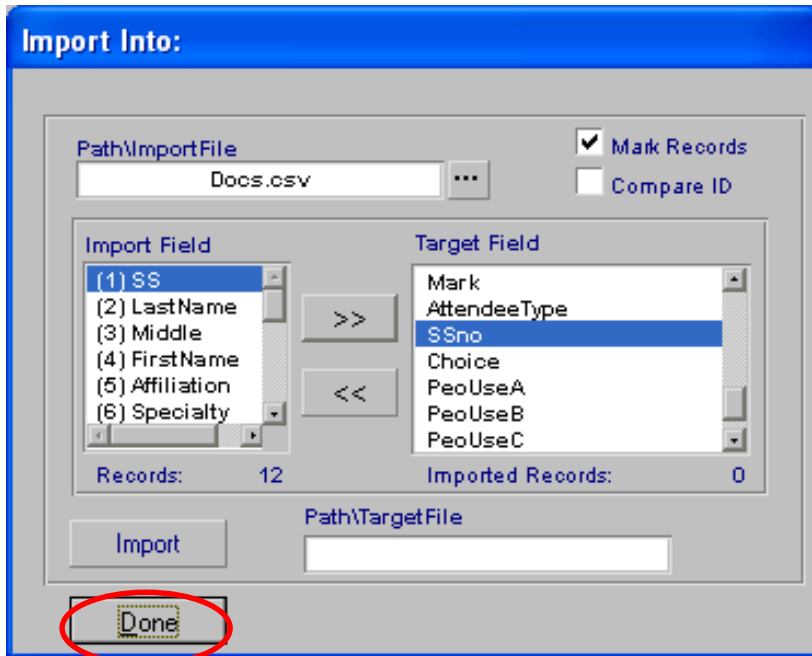 Import Into:
Path\ImportFile
Docs.csv
...
Mark Records
Compare ID
Import Field
(1) SS
(2) LastName
(3) Middle
(4) FirstName
(5) Affiliation
(6) Specialty
>>
<<
Target Field
Mark
AttendeeType
SSno
Choice
PeoUseA
PeoUseB
PeoUseC
Records: 12
Imported Records: 0
Import
Path\TargetFile
Done